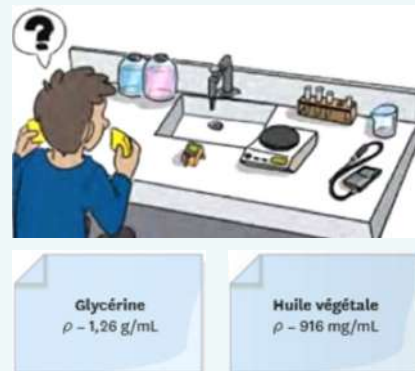 ?
Glycérine
ρ – 1,26 g/mL
Huile végétale
ρ – 916 mg/mL